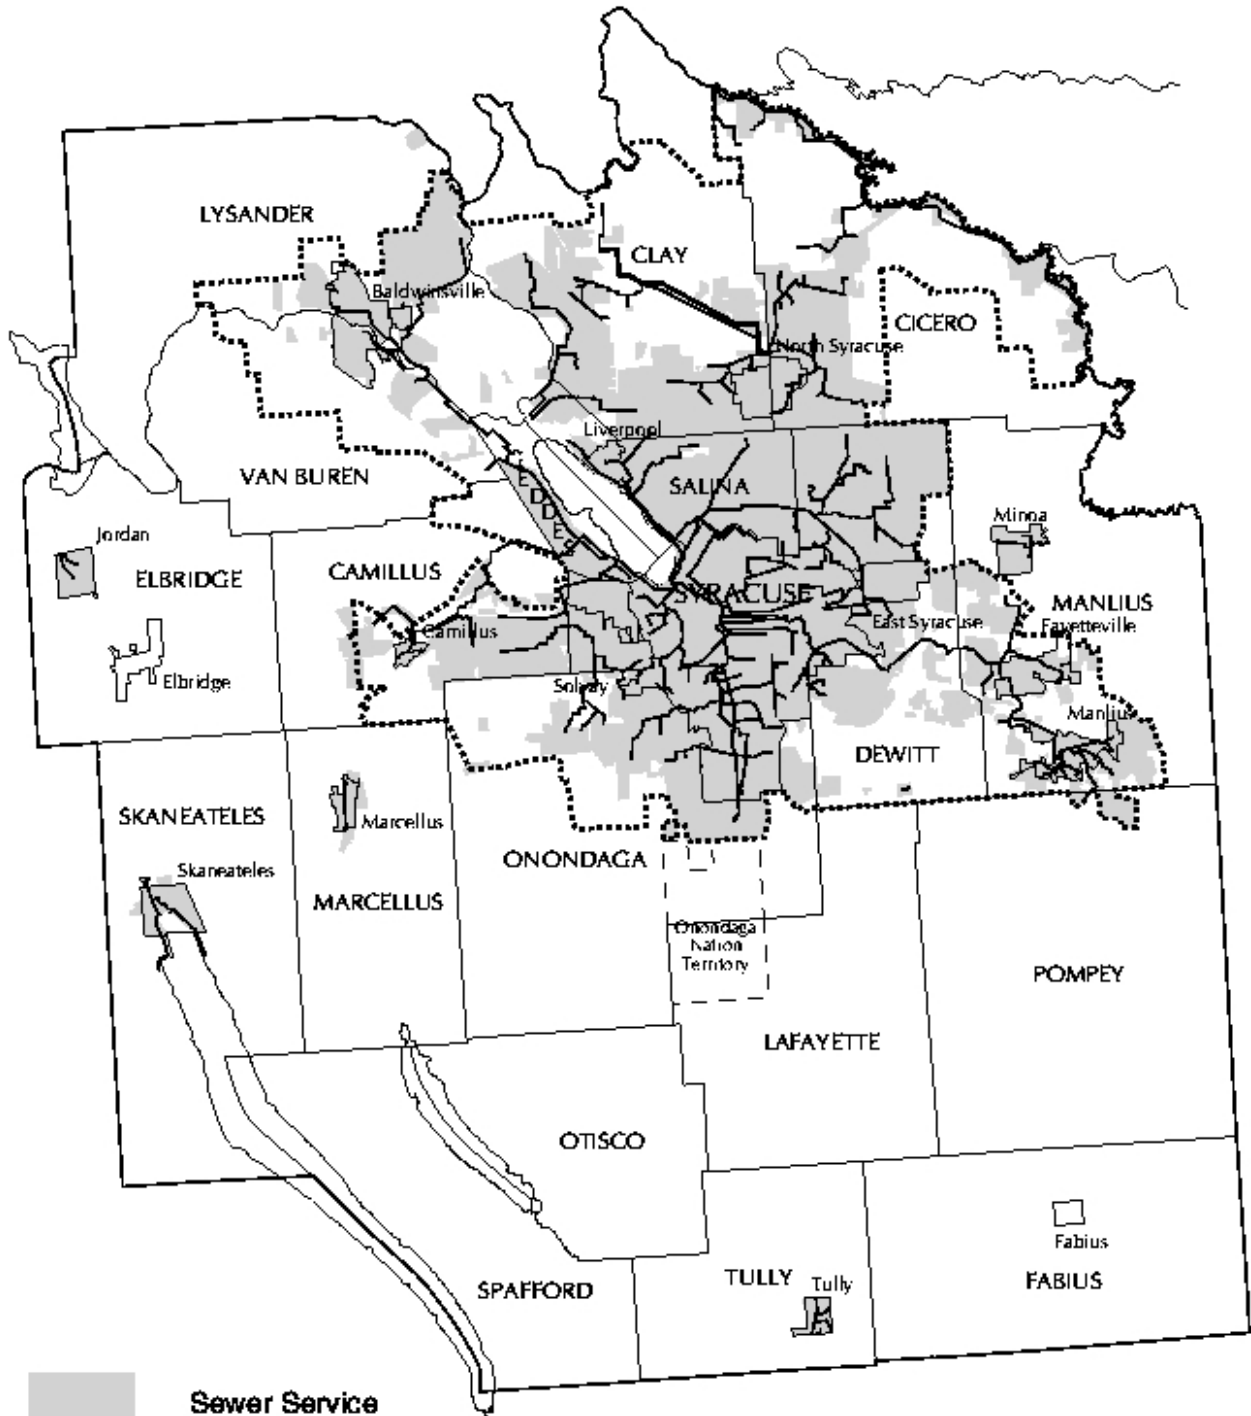 LYSANDER
CLAY
Baldwinsville
CICERO
North Syracuse
Liverpool
VAN BUREN
SALINA
GEDDES
Minoa
Jordan
ELBRIDGE
CAMILLUS
SYRACUSE
MANLIUS
Fayetteville
East Syracuse
Camillus
Elbridge
Solvay
Manlius
DEWITT
SKANEATELES
Marcellus
ONONDAGA
Skaneateles
MARCELLUS
Onondaga
Nation
Territory
POMPEY
LAFAYETTE
OTISCO
Fabius
TULLY
Tully
FABIUS
SPAFFORD
Sewer Service